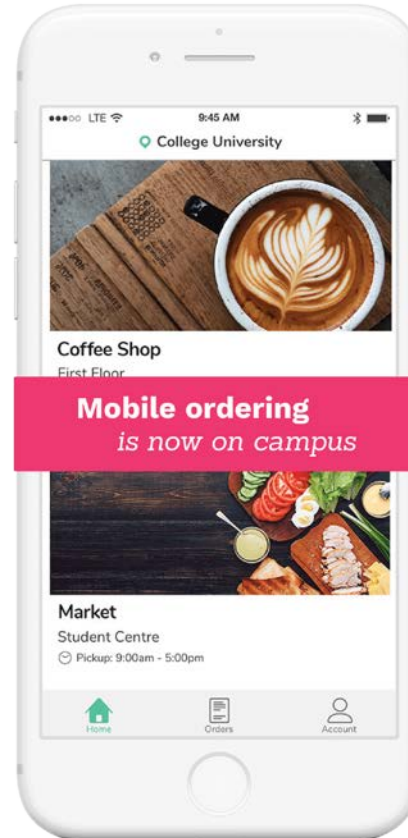 LTE
9:45 AM
College University
Coffee Shop
First Floor
Mobile ordering
is now on campus
Market
Student Centre
Pickup: 9:00am - 5:00pm
Home
Orders
Account